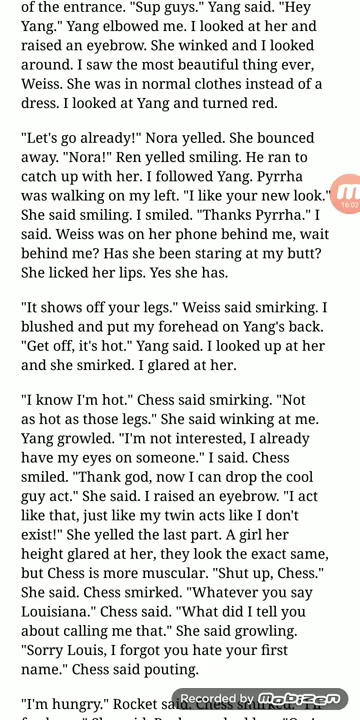 of the entrance. "Sup guys." Yang said. "Hey
Yang." Yang elbowed me. I looked at her and
raised an eyebrow. She winked and I looked
around. I saw the most beautiful thing ever,
Weiss. She was in normal clothes instead of a
dress. I looked at Yang and turned red.
"Let's go already!" Nora yelled. She bounced
away. "Nora!" Ren yelled smiling. He ran to
catch up with her. I followed Yang. Pyrrha
was walking on my left. "I like your new look."
She said smiling. I smiled. "Thanks Pyrrha." I
said. Weiss was on her phone behind me, wait
behind me? Has she been staring at my butt?
She licked her lips. Yes she has.
"It shows off your legs." Weiss said smirking. I
blushed and put my forehead on Yang's back.
"Get off, it's hot." Yang said. I looked up at her
and she smirked. I glared at her.
"I know I'm hot." Chess said smirking. "Not
as hot as those legs." She said winking at me.
Yang growled. "I'm not interested, I already
have my eyes on someone." I said. Chess
smiled. "Thank god, now I can drop the cool
guy act." She said. I raised an eyebrow. "I act
like that, just like my twin acts like I don't
exist!" She yelled the last part. A girl her
height glared at her, they look the exact same,
but Chess is more muscular. "Shut up, Chess."
She said. Chess smirked. "Whatever you say
Louisiana." Chess said. "What did I tell you
about calling me that." She said growling.
"Sorry Louis, I forgot you hate your first
name." Chess said pouting.
"I'm hungry." Rocket said. Chess smirked.
16:02
Recorded by Mobizen